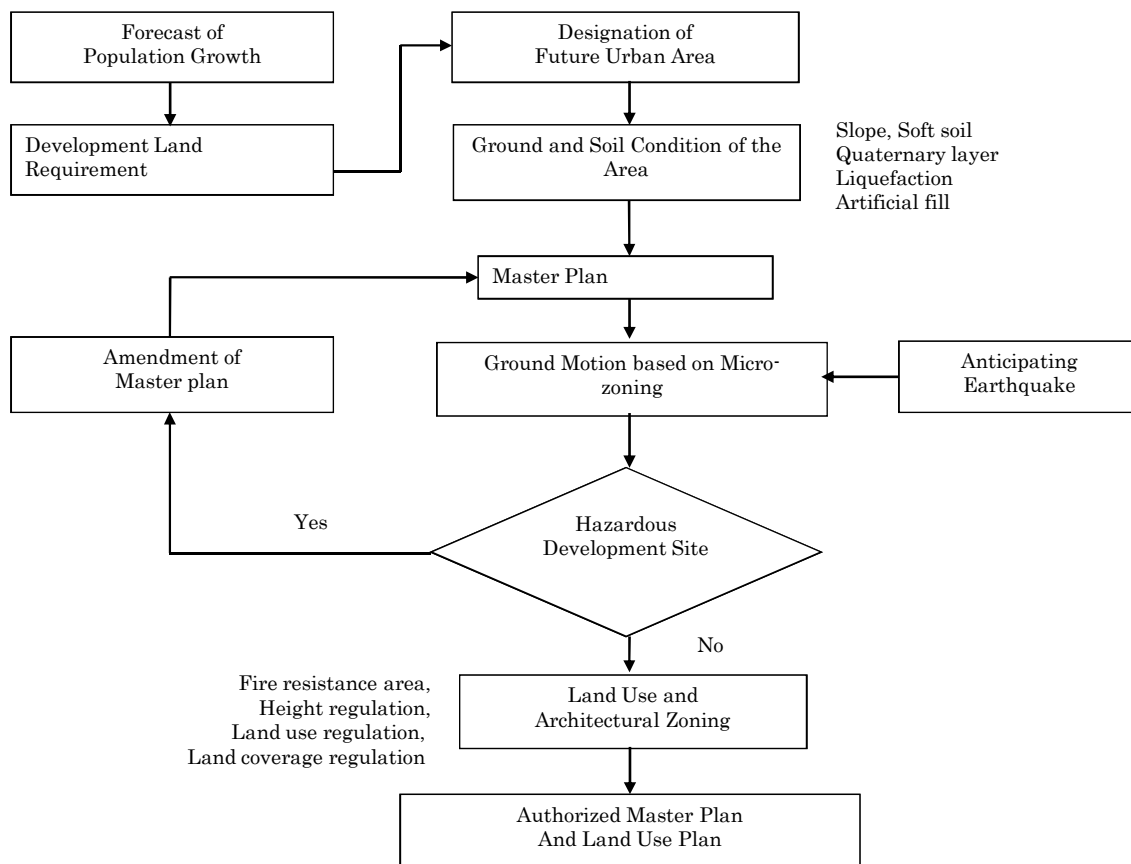 Forecast of
Population Growth
Designation of
Future Urban Area
Development Land
Requirement
Ground and Soil Condition of the
Area
Slope, Soft soil
Quaternary layer
Liquefaction
Artificial fill
Master Plan
Amendment of
Master plan
Ground Motion based on Micro-
zoning
Anticipating
Earthquake
Yes
Hazardous
Development Site
No
Fire resistance area,
Height regulation,
Land use regulation,
Land coverage regulation
Land Use and
Architectural Zoning
Authorized Master Plan
And Land Use Plan